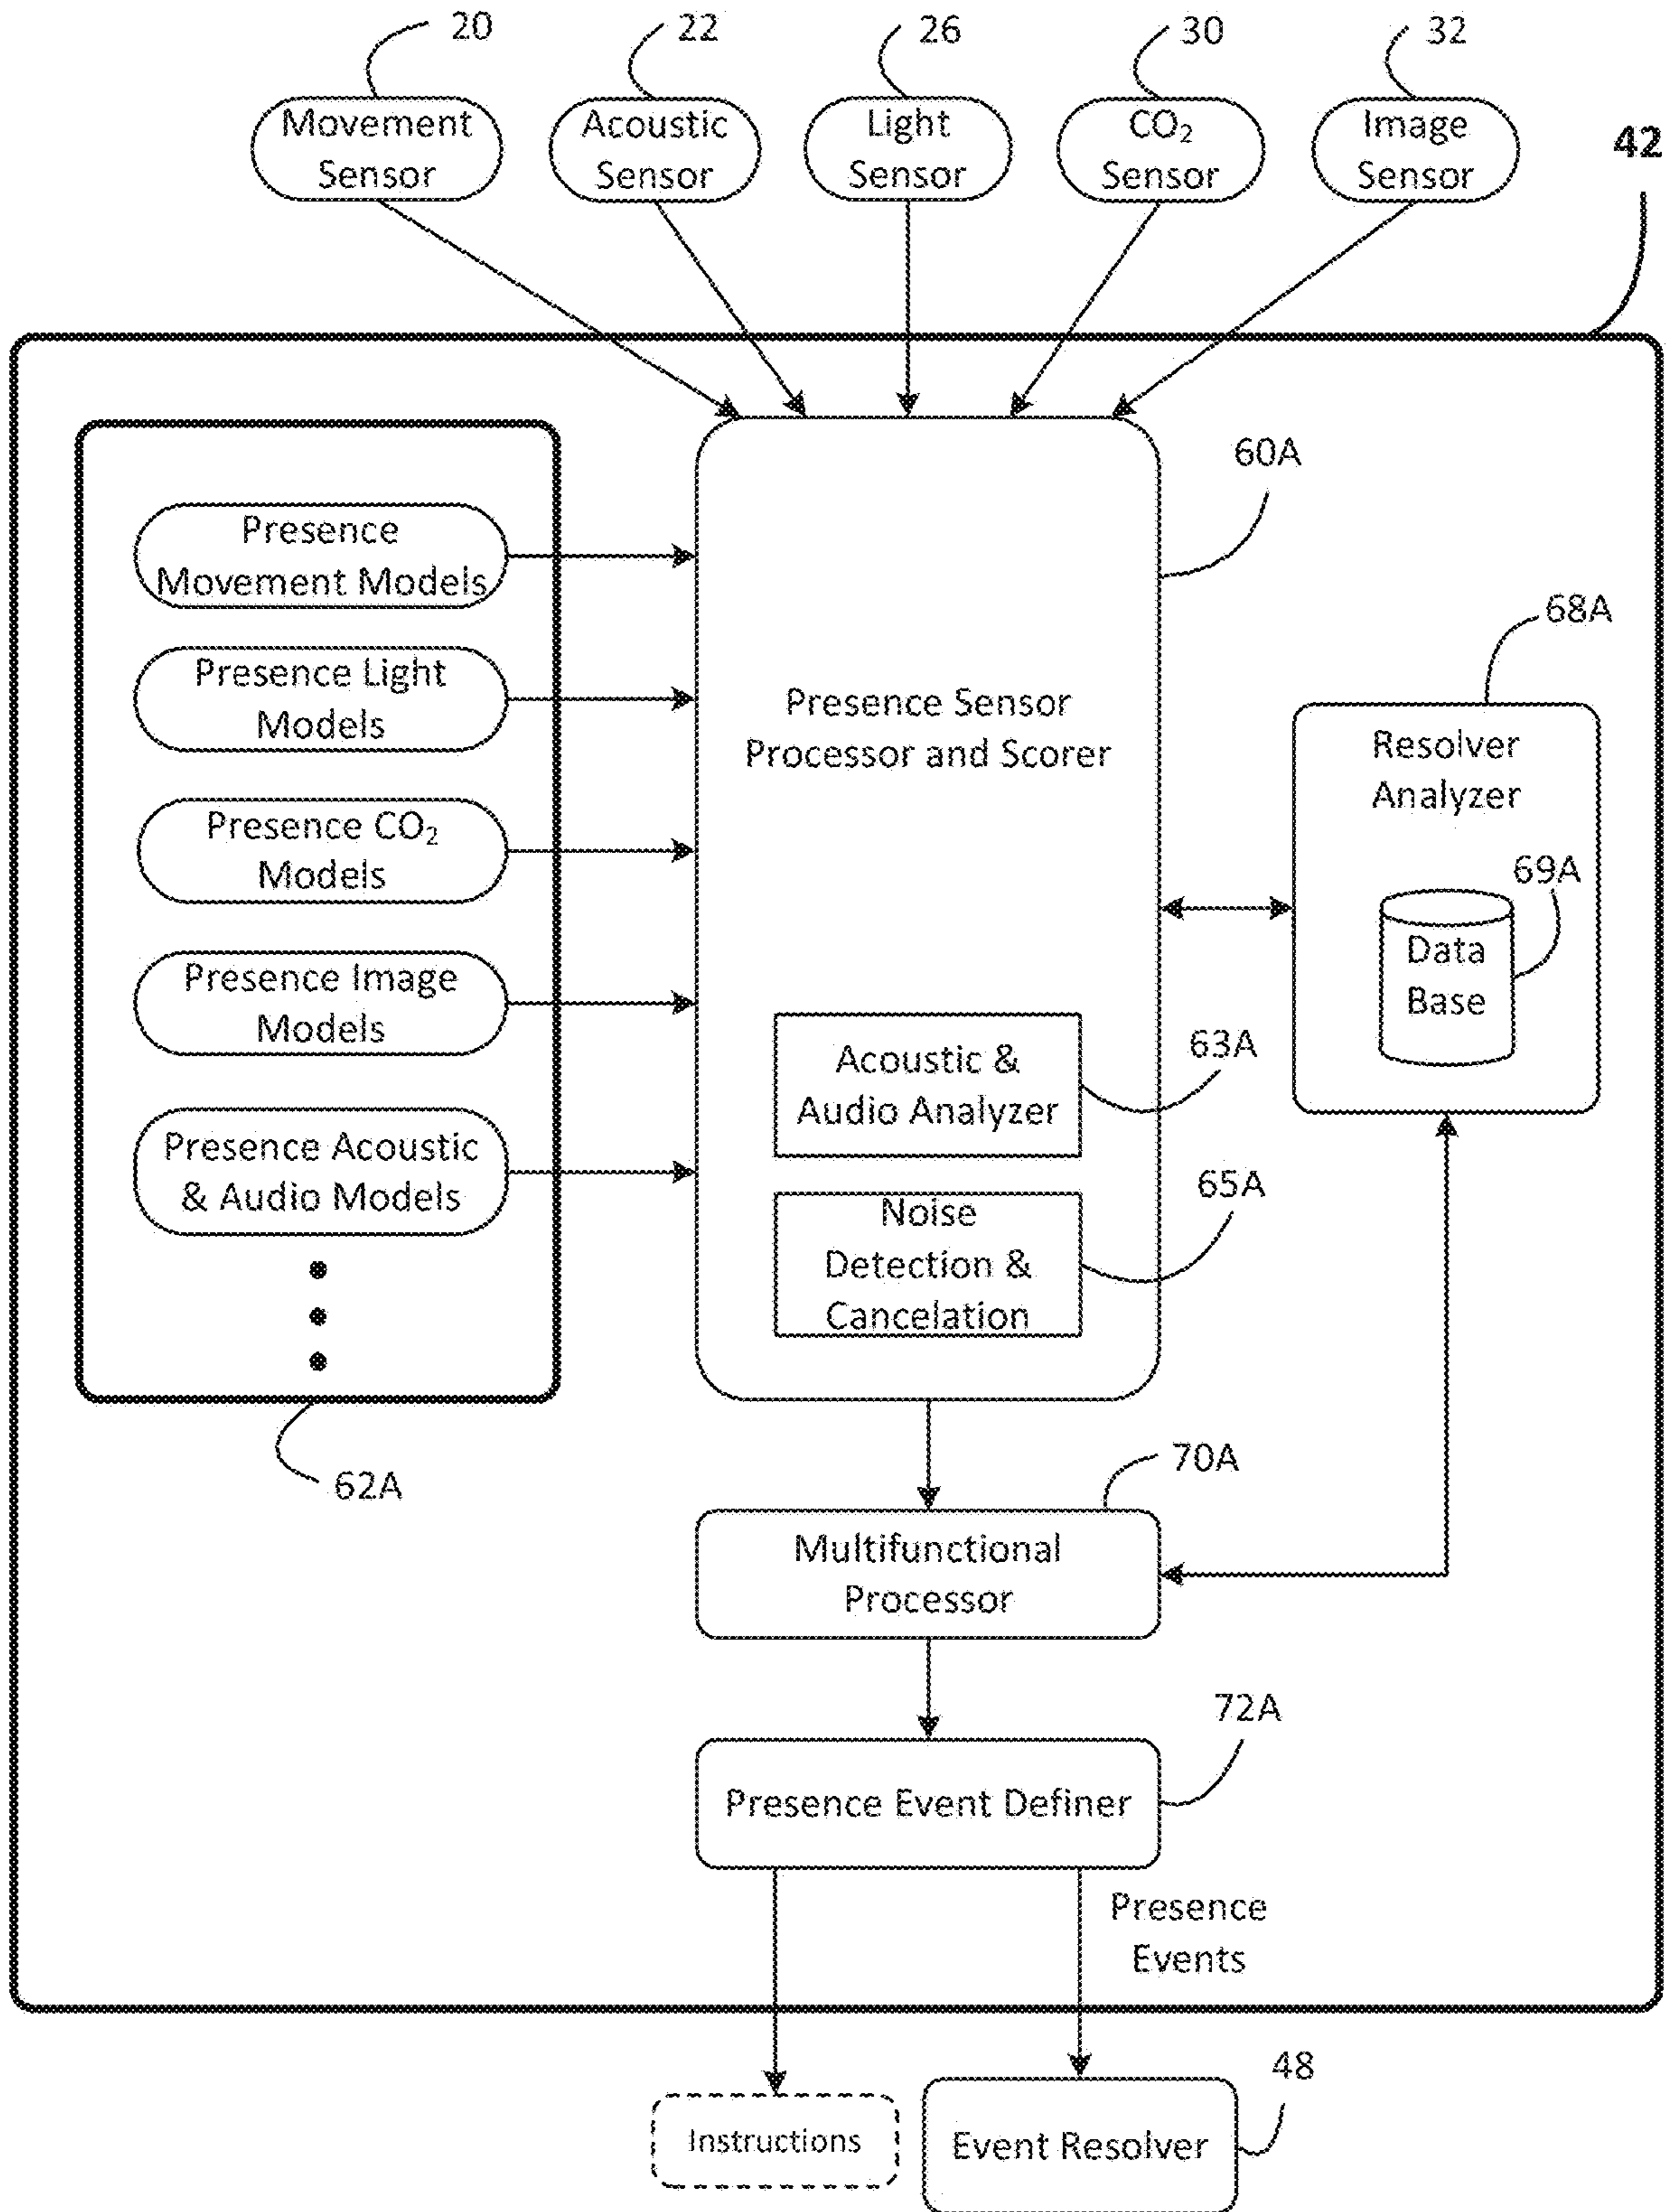 20
22
26
30
32
Movement
Sensor
Acoustic
Sensor
Light
Sensor
CO₂
Sensor
Image
Sensor
42
60A
Presence
Movement Models
Presence Light
Models
Presence CO₂
Models
Presence Image
Models
Presence Acoustic
& Audio Models
62A
Presence Sensor
Processor and Scorer
Acoustic &
Audio Analyzer
63A
Noise
Detection &
Cancelation
65A
68A
Resolver
Analyzer
69A
Data
Base
70A
Multifunctional
Processor
72A
Presence Event Definer
Presence
Events
Instructions
48
Event Resolver